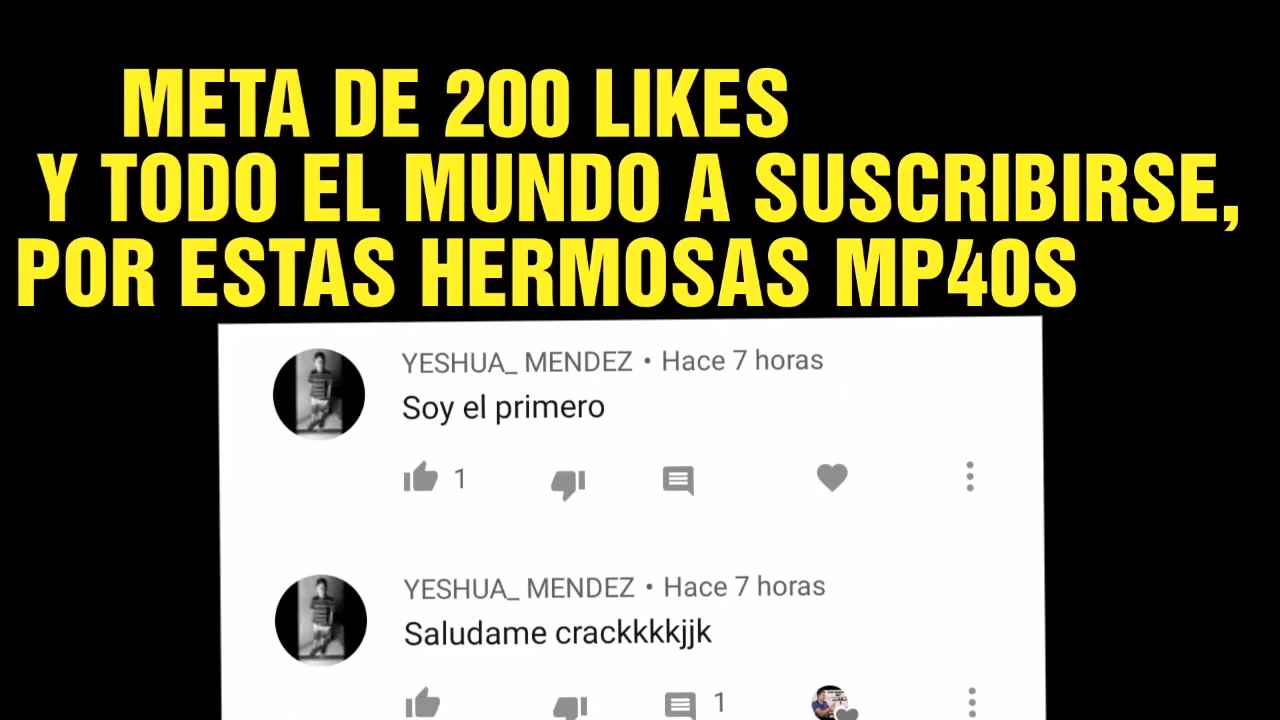 META DE 200 LIKES
Y TODO EL MUNDO A SUSCRIBIRSE,
POR ESTAS HERMOSAS MP40S
YESHUA_ MENDEZ • Hace 7 horas
Soy el primero
1
YESHUA_ MENDEZ • Hace 7 horas
Saludame crackkkkjjk
1